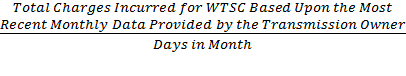 Total Charges Incurred for WTSC Based Upon the Most
Recent Monthly Data Provided by the Transmission Owner
Days in Month